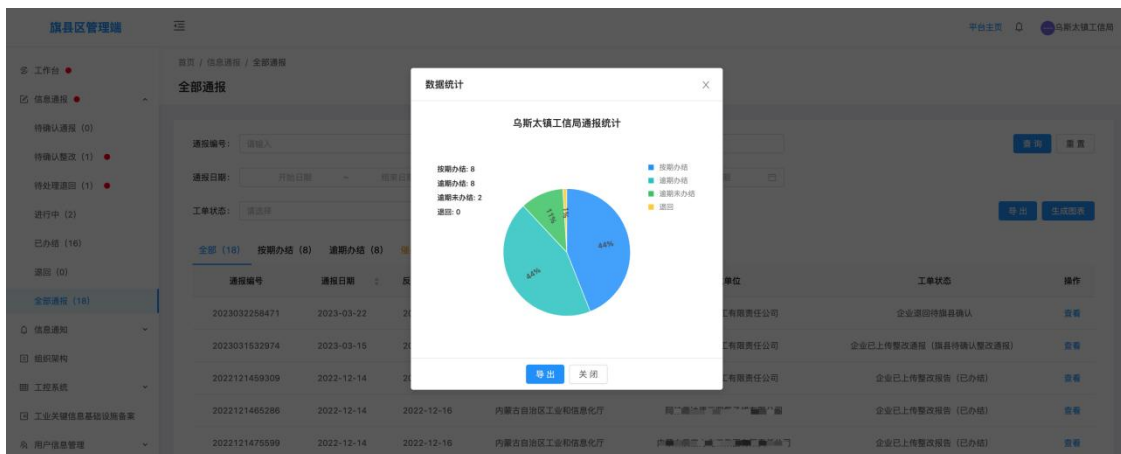 旗县区管理端
平台主页
乌斯太镇工信局
工作台
信息通报
待确认通报 (0)
待确认整改 (1)
待处理退回 (1)
进行中 (2)
已办结 (16)
退回 (0)
全部通报 (18)
信息通知
组织架构
工控系统
工业关键信息基础设施备案
用户信息管理
首页 / 信息通报 / 全部通报
全部通报
通报编号: 请输入
查询 重置
通报日期: 开始日期 ~ 结束日
工单状态: 请选择
导出 生成图表
全部 (18) 按期办结 (8) 逾期办结 (8)
通报编号 通报日期 反 单位 工单状态 操作
2023032258471 2023-03-22 20 工有限责任公司 企业退回待旗县确认 查看
2023031532974 2023-03-15 20 工有限责任公司 企业已上传整改通报 (旗县待确认整改通报) 查看
2022121459309 2022-12-14 20 工有限责任公司 企业已上传整改报告 (已办结) 查看
2022121465286 2022-12-14 2022-12-16 内蒙古自治区工业和信息化厅 企业已上传整改报告 (已办结) 查看
2022121475599 2022-12-14 2022-12-16 内蒙古自治区工业和信息化厅 企业已上传整改报告 (已办结) 查看
数据统计
乌斯太镇工信局通报统计
按期办结: 8
逾期办结: 8
逾期未办结: 2
退回: 0
按期办结
逾期办结
逾期未办结
退回
11%
1%
44%
44%
导出 关闭